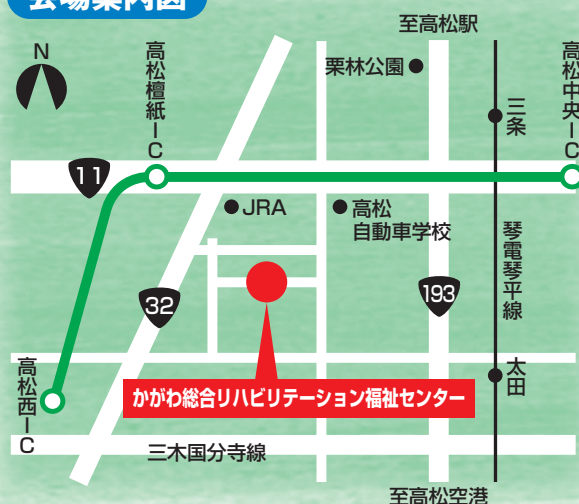 会場案内図
至高松駅
N
高松檀紙IC
栗林公園
高松中央IC
三条
11
JRA
高松
自動車学校
琴電琴平線
32
193
高松西IC
太田
かがわ総合リハビリテーション福祉センター
三木国分寺線
至高松空港